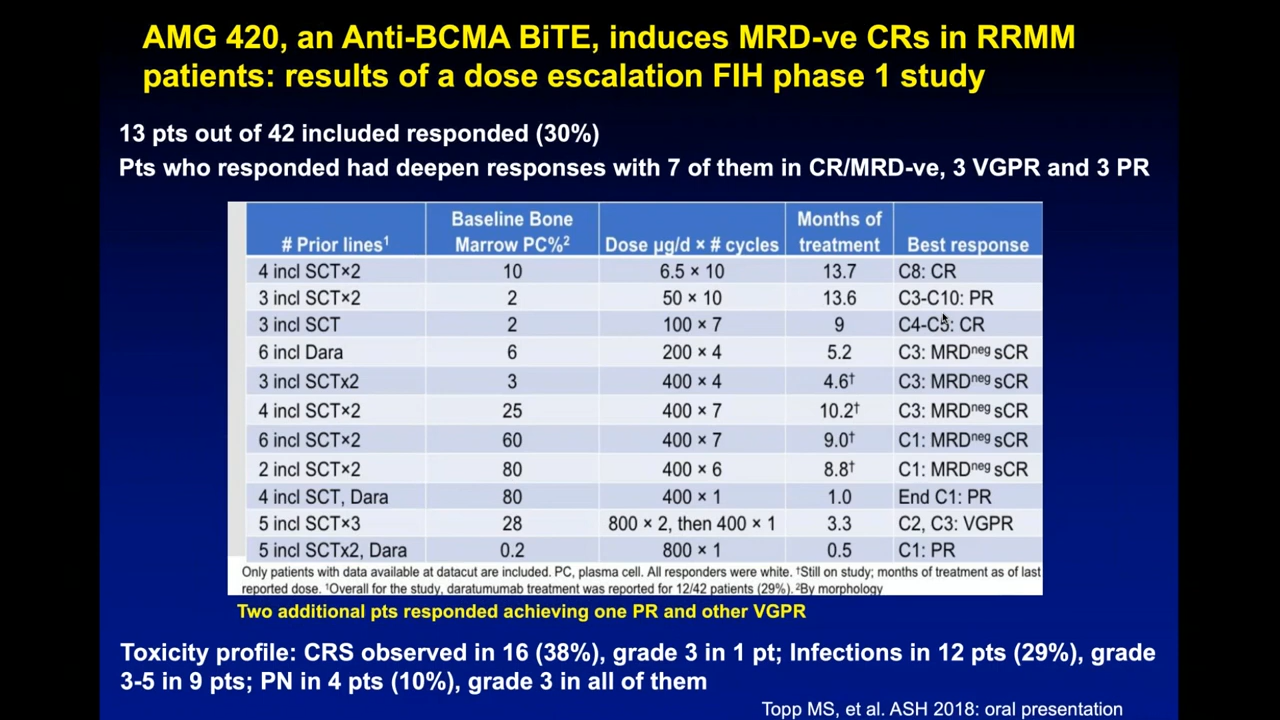 AMG 420, an Anti-BCMA BiTE, induces MRD-ve CRs in RRMM
patients: results of a dose escalation FIH phase 1 study
13 pts out of 42 included responded (30%)
Pts who responded had deepen responses with 7 of them in CR/MRD-ve, 3 VGPR and 3 PR
# Prior lines¹ Baseline Bone Marrow PC%² Dose µg/d × # cycles Months of treatment Best response
4 incl SCT×2 10 6.5 × 10 13.7 C8: CR
3 incl SCT×2 2 50 × 10 13.6 C3-C10: PR
3 incl SCT 2 100 × 7 9 C4-C5: CR
6 incl Dara 6 200 × 4 5.2 C3: MRDⁿᵉᵍ sCR
3 incl SCTx2 3 400 × 4 4.6† C3: MRDⁿᵉᵍ sCR
4 incl SCT×2 25 400 × 7 10.2† C3: MRDⁿᵉᵍ sCR
6 incl SCT×2 60 400 × 7 9.0† C1: MRDⁿᵉᵍ sCR
2 incl SCT×2 80 400 × 6 8.8† C1: MRDⁿᵉᵍ sCR
4 incl SCT, Dara 80 400 × 1 1.0 End C1: PR
5 incl SCT×3 28 800 × 2, then 400 × 1 3.3 C2, C3: VGPR
5 incl SCTx2, Dara 0.2 800 × 1 0.5 C1: PR
Only patients with data available at datacut are included. PC, plasma cell. All responders were white. †Still on study; months of treatment as of last
reported dose. ¹Overall for the study, daratumumab treatment was reported for 12/42 patients (29%). ²By morphology
Two additional pts responded achieving one PR and other VGPR
Toxicity profile: CRS observed in 16 (38%), grade 3 in 1 pt; Infections in 12 pts (29%), grade
3-5 in 9 pts; PN in 4 pts (10%), grade 3 in all of them
Topp MS, et al. ASH 2018: oral presentation